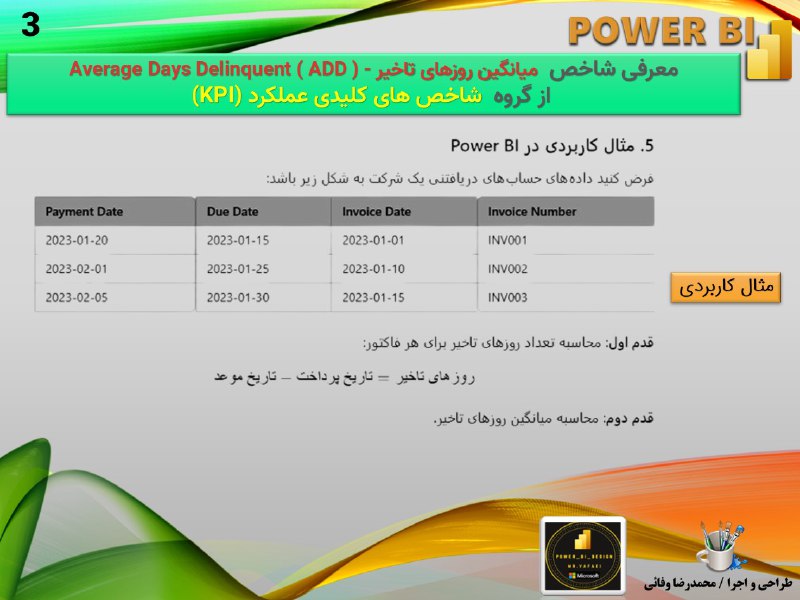 3
POWER BI
معرفی شاخص میانگین روزهای تاخیر - Average Days Delinquent ( ADD )
از گروه شاخص های کلیدی عملکرد (KPI)
5. مثال کاربردی در Power BI
فرض کنید داده‌های حساب‌های دریافتنی یک شرکت به شکل زیر باشد:
Payment Date Due Date Invoice Date Invoice Number
2023-01-20 2023-01-15 2023-01-01 INV001
2023-02-01 2023-01-25 2023-01-10 INV002
2023-02-05 2023-01-30 2023-01-15 INV003
مثال کاربردی
قدم اول: محاسبه تعداد روزهای تاخیر برای هر فاکتور:
روز های تاخیر = تاریخ پرداخت − تاریخ موعد
قدم دوم: محاسبه میانگین روزهای تاخیر.
POWER_BI_DESIGN
MR.VAFAEI
Microsoft
طراحی و اجرا / محمدرضا وفائی